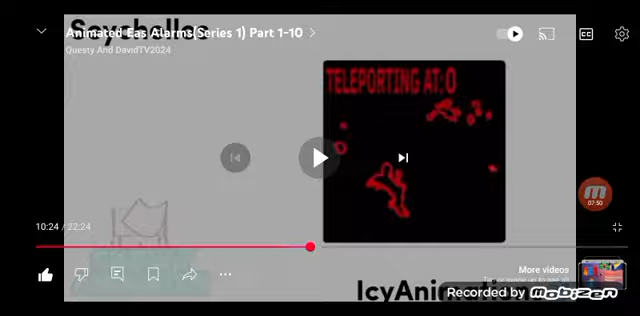 Seychelles
Animated Eas Alarms(Series 1) Part 1-10
Questy And DavidTV2024
TELEPORTING AT:0
07:50
10:24 / 22:24
More videos
IcyAnimation
Recorded by MOBIZEN